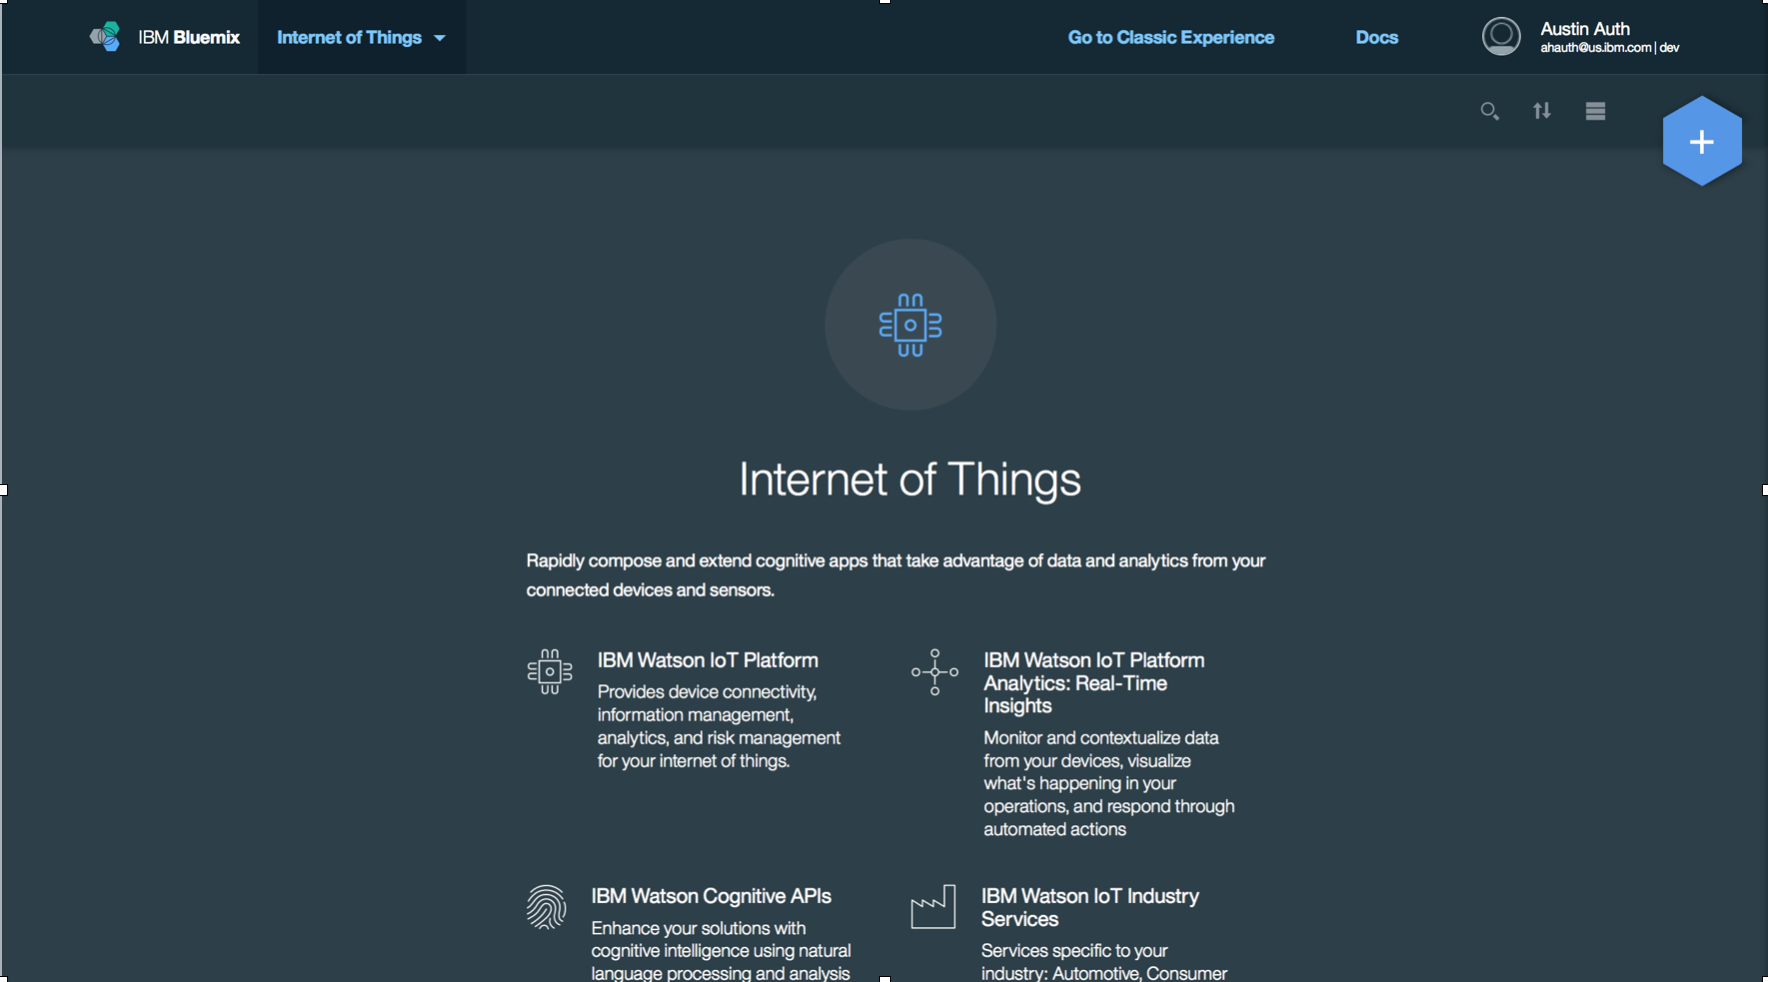 IBM Bluemix
Internet of Things
Go to Classic Experience
Docs
Austin Auth
ahauth@us.ibm.com | dev
Internet of Things
Rapidly compose and extend cognitive apps that take advantage of data and analytics from your
connected devices and sensors.
IBM Watson IoT Platform
Provides device connectivity,
information management,
analytics, and risk management
for your internet of things.
IBM Watson IoT Platform
Analytics: Real-Time
Insights
Monitor and contextualize data
from your devices, visualize
what's happening in your
operations, and respond through
automated actions
IBM Watson Cognitive APIs
Enhance your solutions with
cognitive intelligence using natural
language processing and analysis
IBM Watson IoT Industry
Services
Services specific to your
industry: Automotive, Consumer